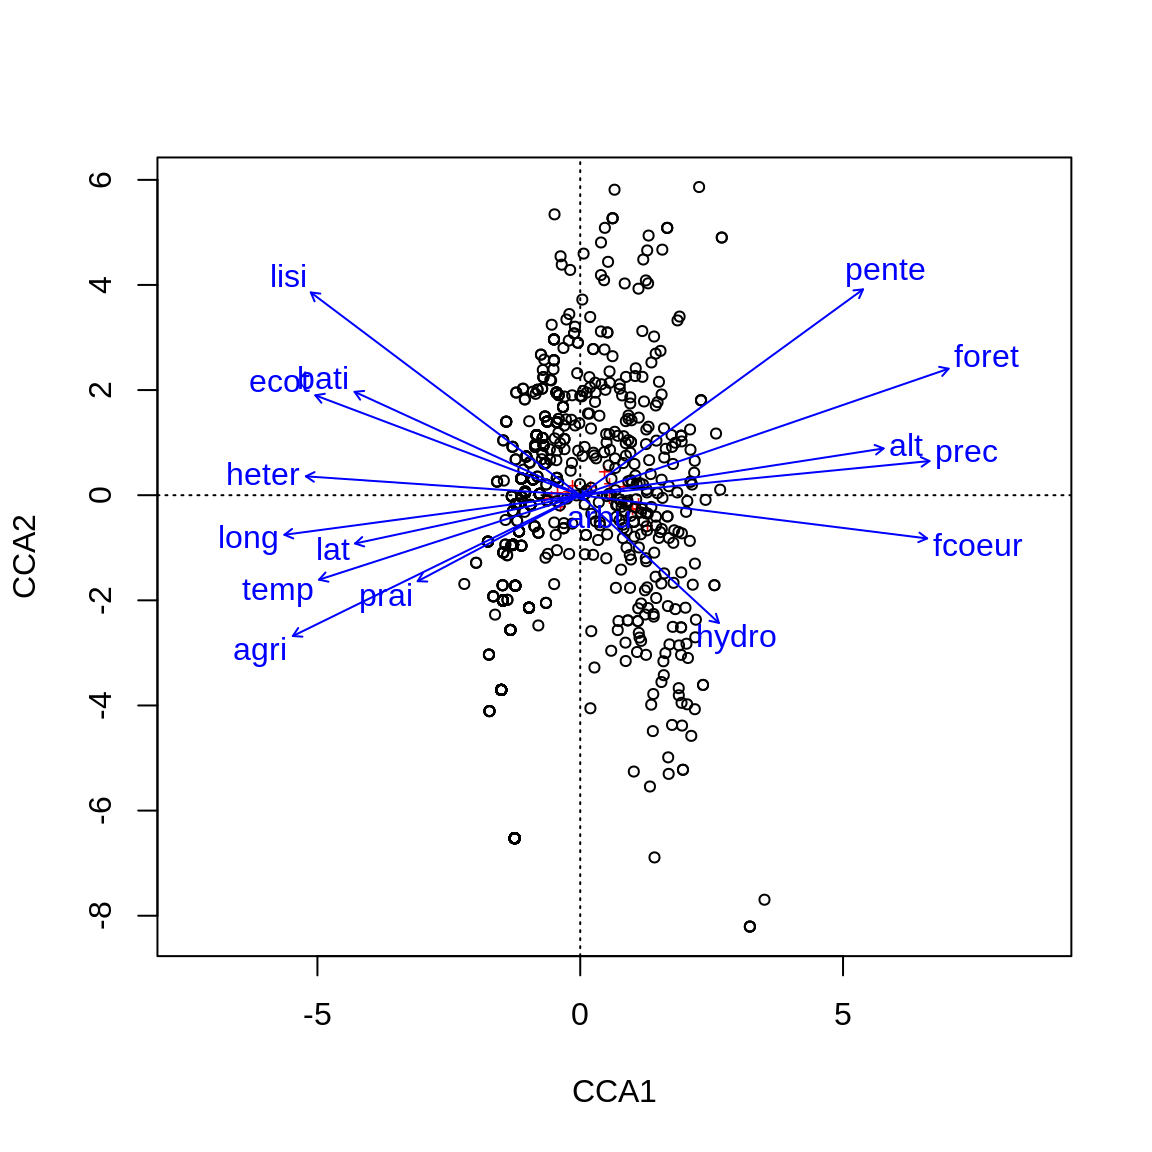 6
4
2
0
-2
-4
-6
-8
CCA2
lisi
pente
foret
ecot
bati
alt
prec
heter
long
lat
fcoeur
temp
prai
agri
hydro
-5
0
5
CCA1